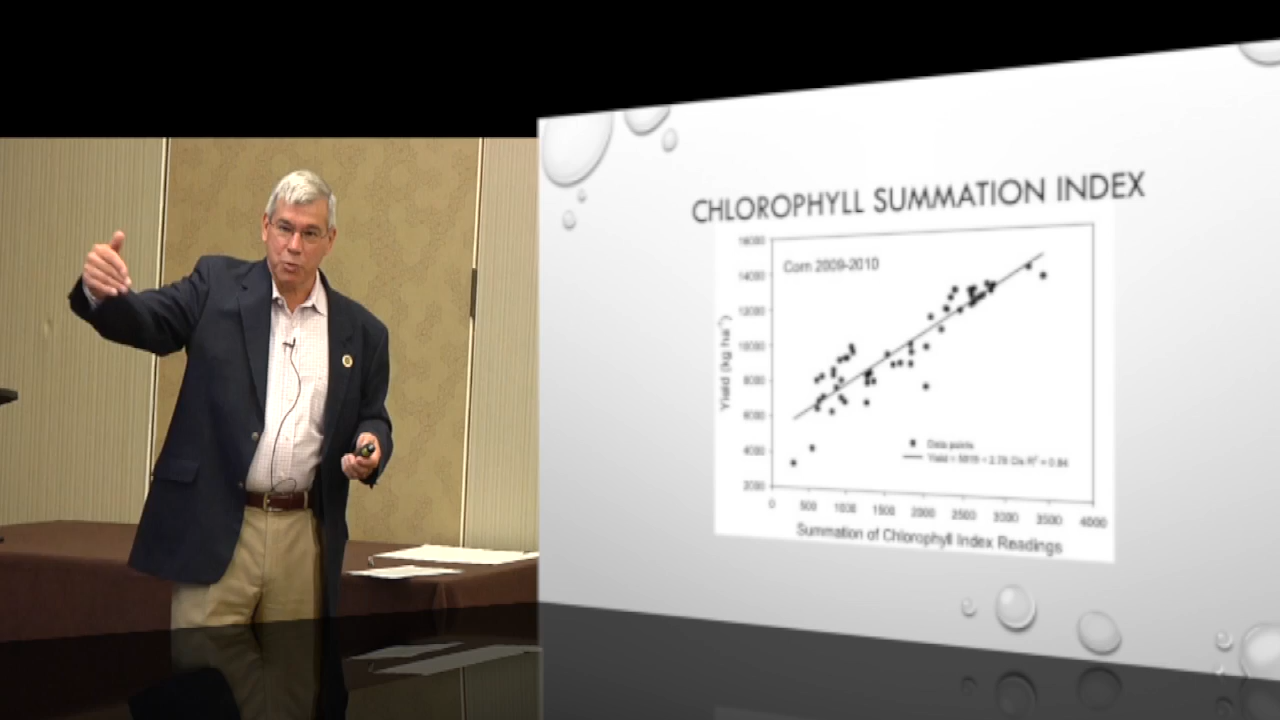 CHLOROPHYLL SUMMATION INDEX
Corn 2009-2010
16000
14000
12000
10000
8000
6000
4000
2000
Yield (kg ha⁻¹)
Data points
0 500 1000 1500 2000 2500 3000 3500 4000
Summation of Chlorophyll Index Readings